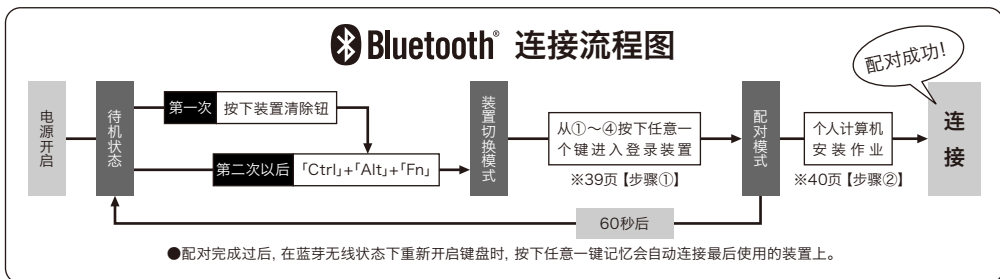 Bluetooth® 连接流程图
配对成功!
电源开启
待机状态
第一次 按下装置清除钮
第二次以后 「Ctrl」+「Alt」+「Fn」
装置切换模式
从①～④按下任意一
个键进入登录装置
※39页【步骤①】
配对模式
个人计算机
安装作业
※40页【步骤②】
连接
60秒后
●配对完成过后, 在蓝芽无线状态下重新开启键盘时, 按下任意一键记忆会自动连接最后使用的装置上。